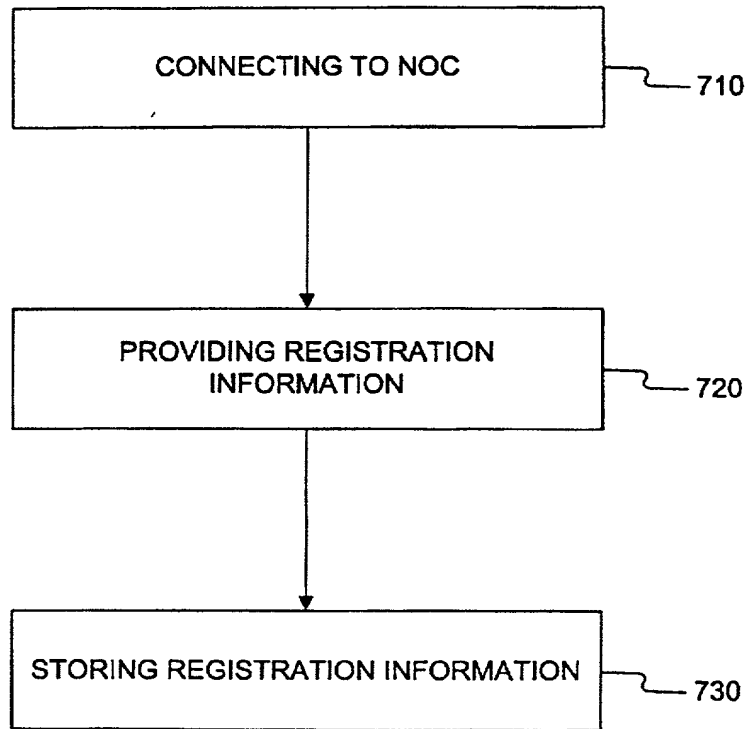 CONNECTING TO NOC
710
PROVIDING REGISTRATION
INFORMATION
720
STORING REGISTRATION INFORMATION
730